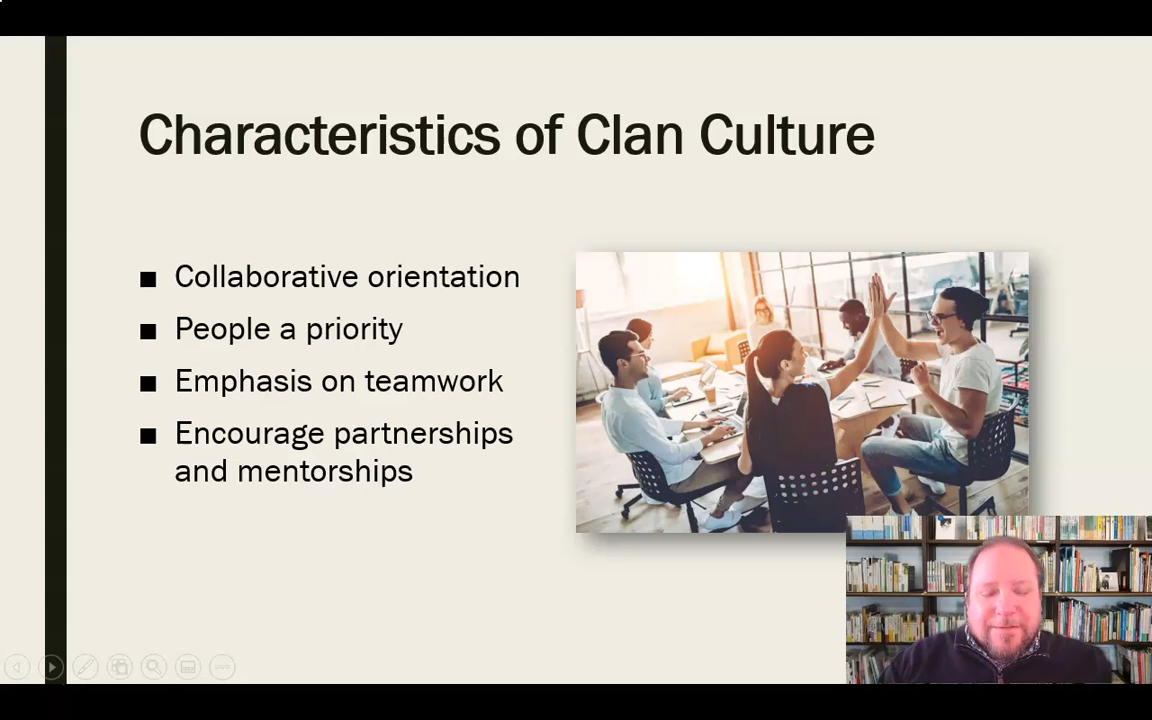 Characteristics of Clan Culture
■ Collaborative orientation
■ People a priority
■ Emphasis on teamwork
■ Encourage partnerships
and mentorships